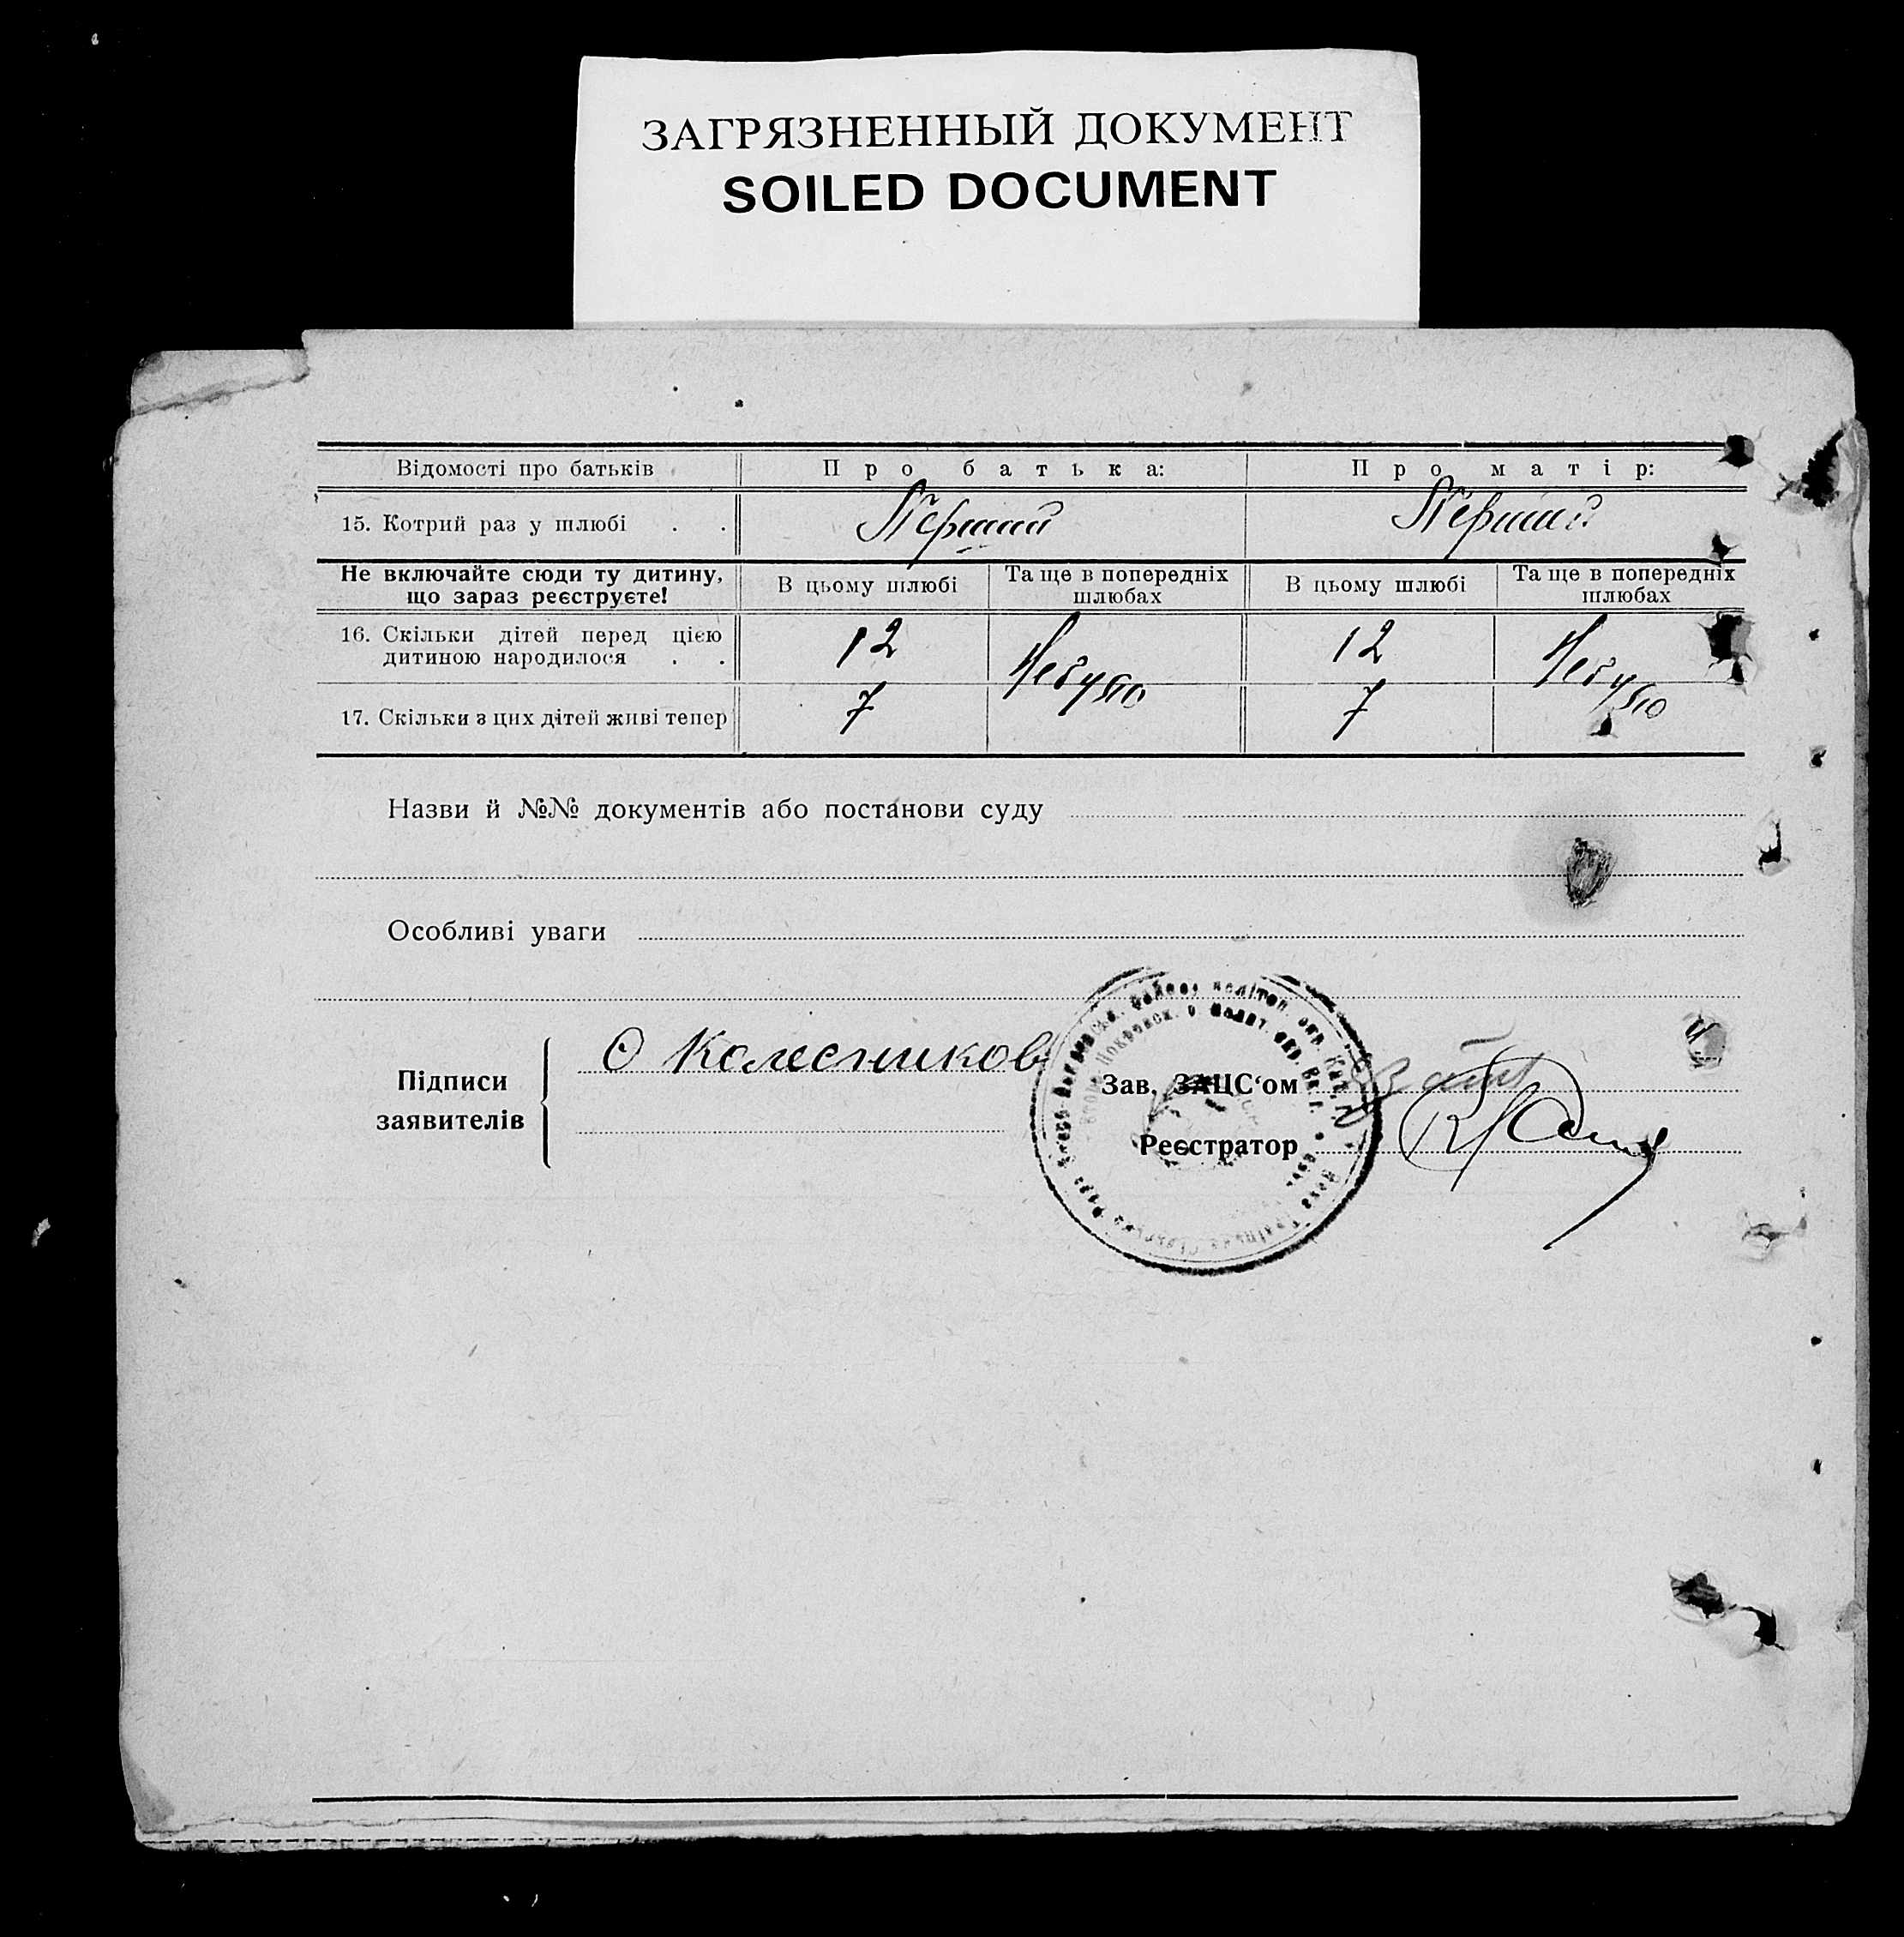 ЗАГРЯЗНЕННЫЙ ДОКУМЕНТ
SOILED DOCUMENT
Відомості про батьків
Про батька:
Про матір:
15. Котрий раз у шлюбі . .
Перший
Перший
Не включайте сюди ту дитину,
що зараз реєструєте!
В цьому шлюбі
Та ще в попередніх
шлюбах
В цьому шлюбі
Та ще в попередніх
шлюбах
16. Скільки дітей перед цією
дитиною народилося . .
12
Небуло
12
Небуло
17. Скільки з цих дітей живі тепер
7
7
Назви й №№ документів або постанови суду
Особливі уваги
Підписи
заявителів
О Колесников
Зав. ЗАЦС‘ом
Реєстратор